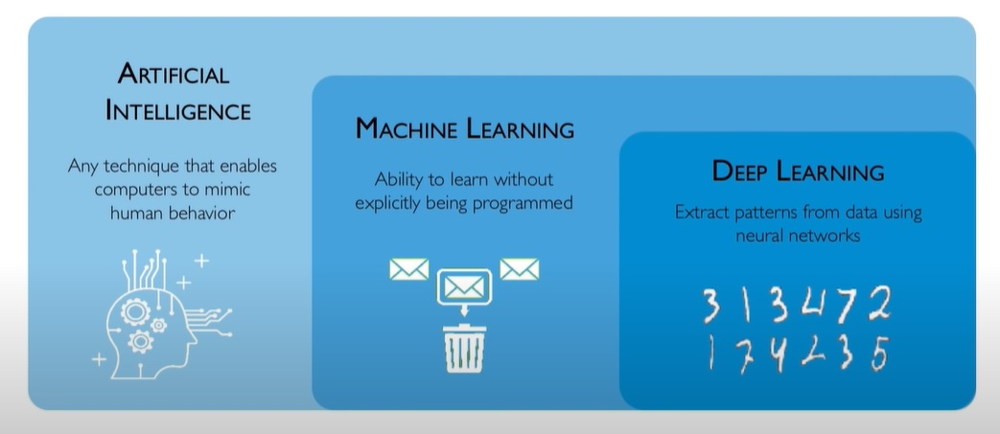 ARTIFICIAL
INTELLIGENCE
Any technique that enables
computers to mimic
human behavior
MACHINE LEARNING
Ability to learn without
explicitly being programmed
DEEP LEARNING
Extract patterns from data using
neural networks
3 1 3 4 7 2
1 7 4 2 3 5